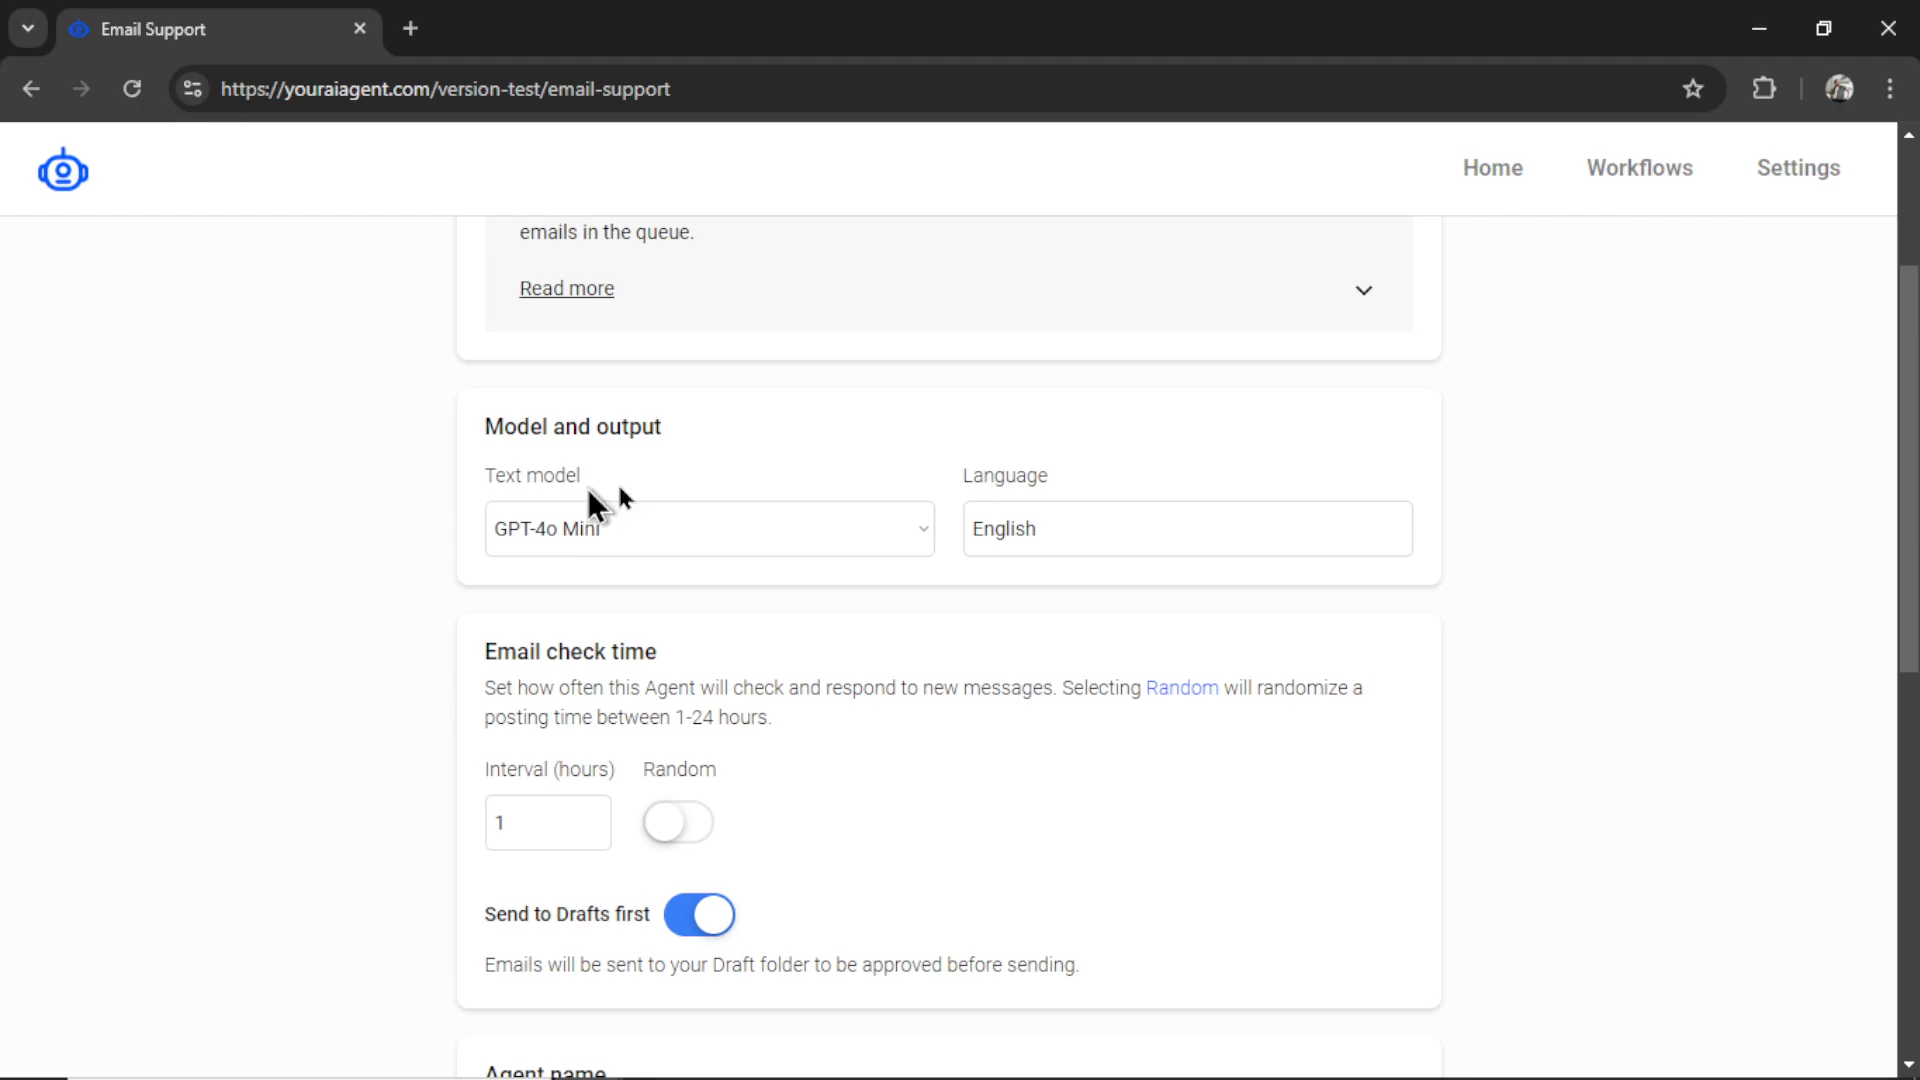 Email Support
https://youraiagent.com/version-test/email-support
Home
Workflows
Settings
emails in the queue.
Read more
Model and output
Text model
Language
GPT-4o Mini
English
Email check time
Set how often this Agent will check and respond to new messages. Selecting Random will randomize a
posting time between 1-24 hours.
Interval (hours)
Random
1
Send to Drafts first
Emails will be sent to your Draft folder to be approved before sending.
Agent name